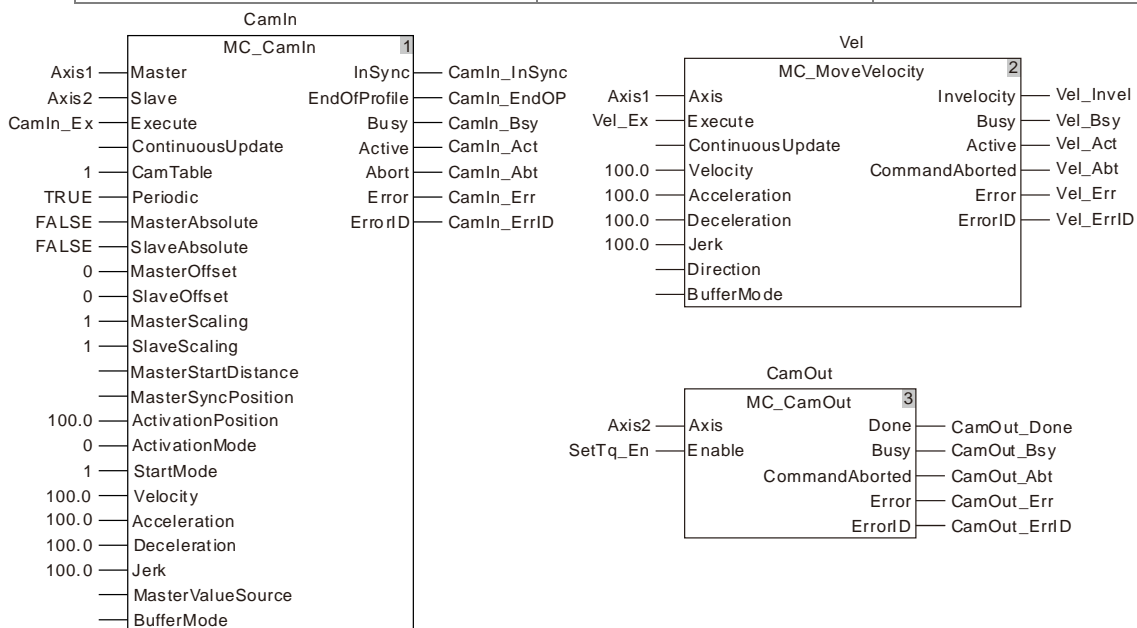 CamIn
MC_CamIn 1
Axis1 Master InSync CamIn_InSync
Axis2 Slave EndOfProfile CamIn_EndOP
CamIn_Ex Execute Busy CamIn_Bsy
ContinuousUpdate Active CamIn_Act
1 CamTable Abort CamIn_Abt
TRUE Periodic Error CamIn_Err
FALSE MasterAbsolute ErrorID CamIn_ErrID
FALSE SlaveAbsolute
0 MasterOffset
0 SlaveOffset
1 MasterScaling
1 SlaveScaling
MasterStartDistance
MasterSyncPosition
100.0 ActivationPosition
0 ActivationMode
1 StartMode
100.0 Velocity
100.0 Acceleration
100.0 Deceleration
100.0 Jerk
MasterValueSource
BufferMode
Vel
MC_MoveVelocity 2
Axis1 Axis Invelocity Vel_Invel
Vel_Ex Execute Busy Vel_Bsy
ContinuousUpdate Active Vel_Act
100.0 Velocity CommandAborted Vel_Abt
100.0 Acceleration Error Vel_Err
100.0 Deceleration ErrorID Vel_ErrID
100.0 Jerk
Direction
BufferMode
CamOut
MC_CamOut 3
Axis2 Axis Done CamOut_Done
SetTq_En Enable Busy CamOut_Bsy
CommandAborted CamOut_Abt
Error CamOut_Err
ErrorID CamOut_ErrID